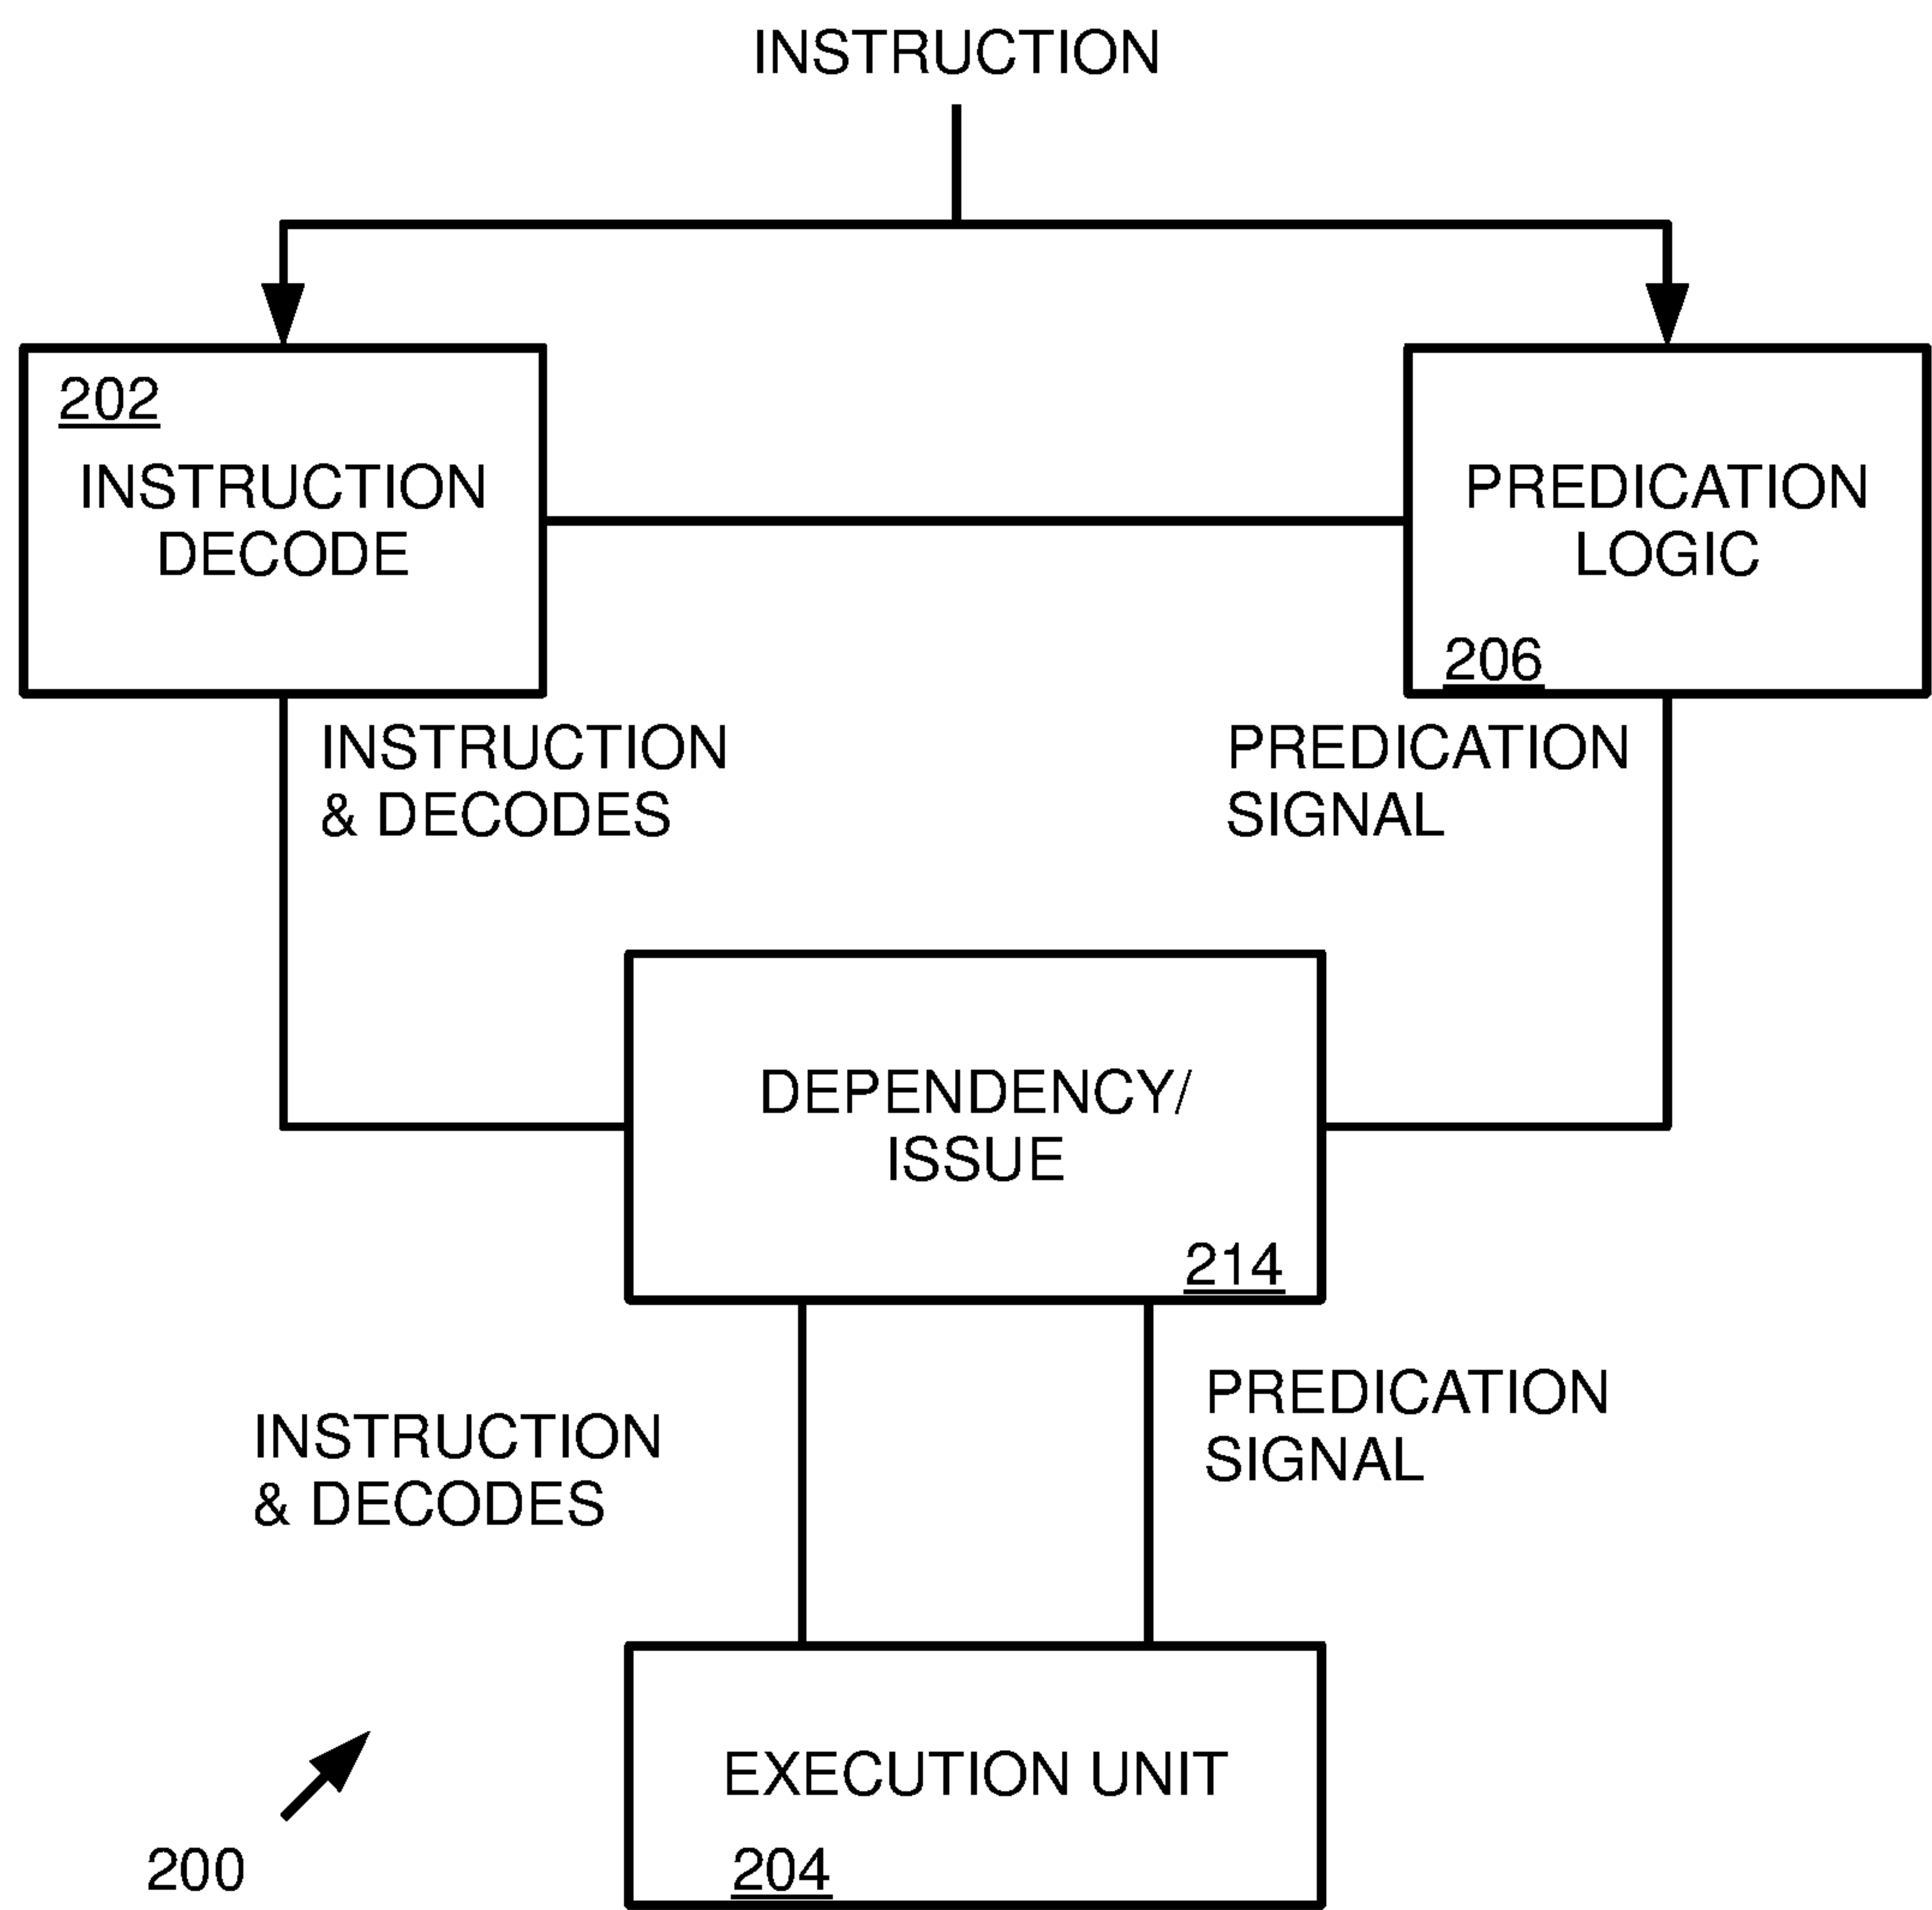 INSTRUCTION
202
INSTRUCTION
DECODE
PREDICATION
LOGIC
206
INSTRUCTION
& DECODES
PREDICATION
SIGNAL
DEPENDENCY/
ISSUE
214
INSTRUCTION
& DECODES
PREDICATION
SIGNAL
EXECUTION UNIT
204
200